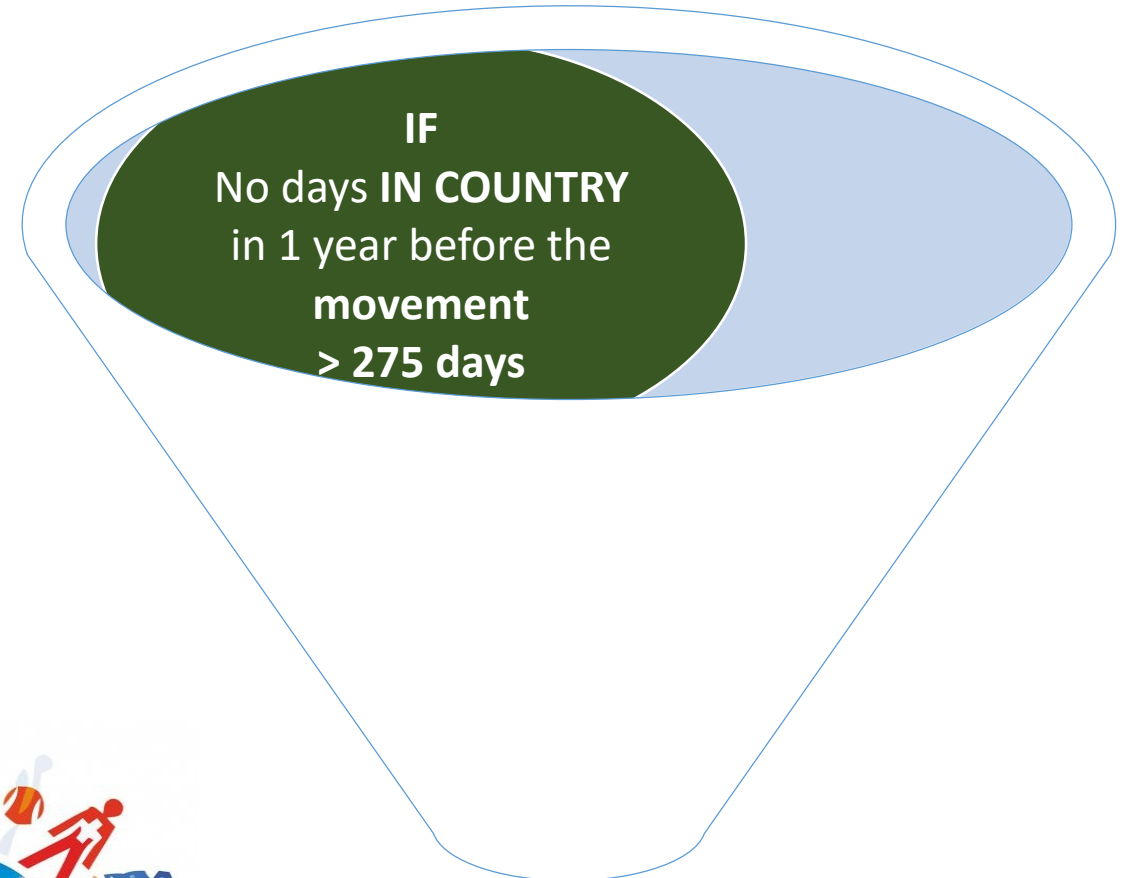 IF
No days IN COUNTRY
in 1 year before the
movement
> 275 days